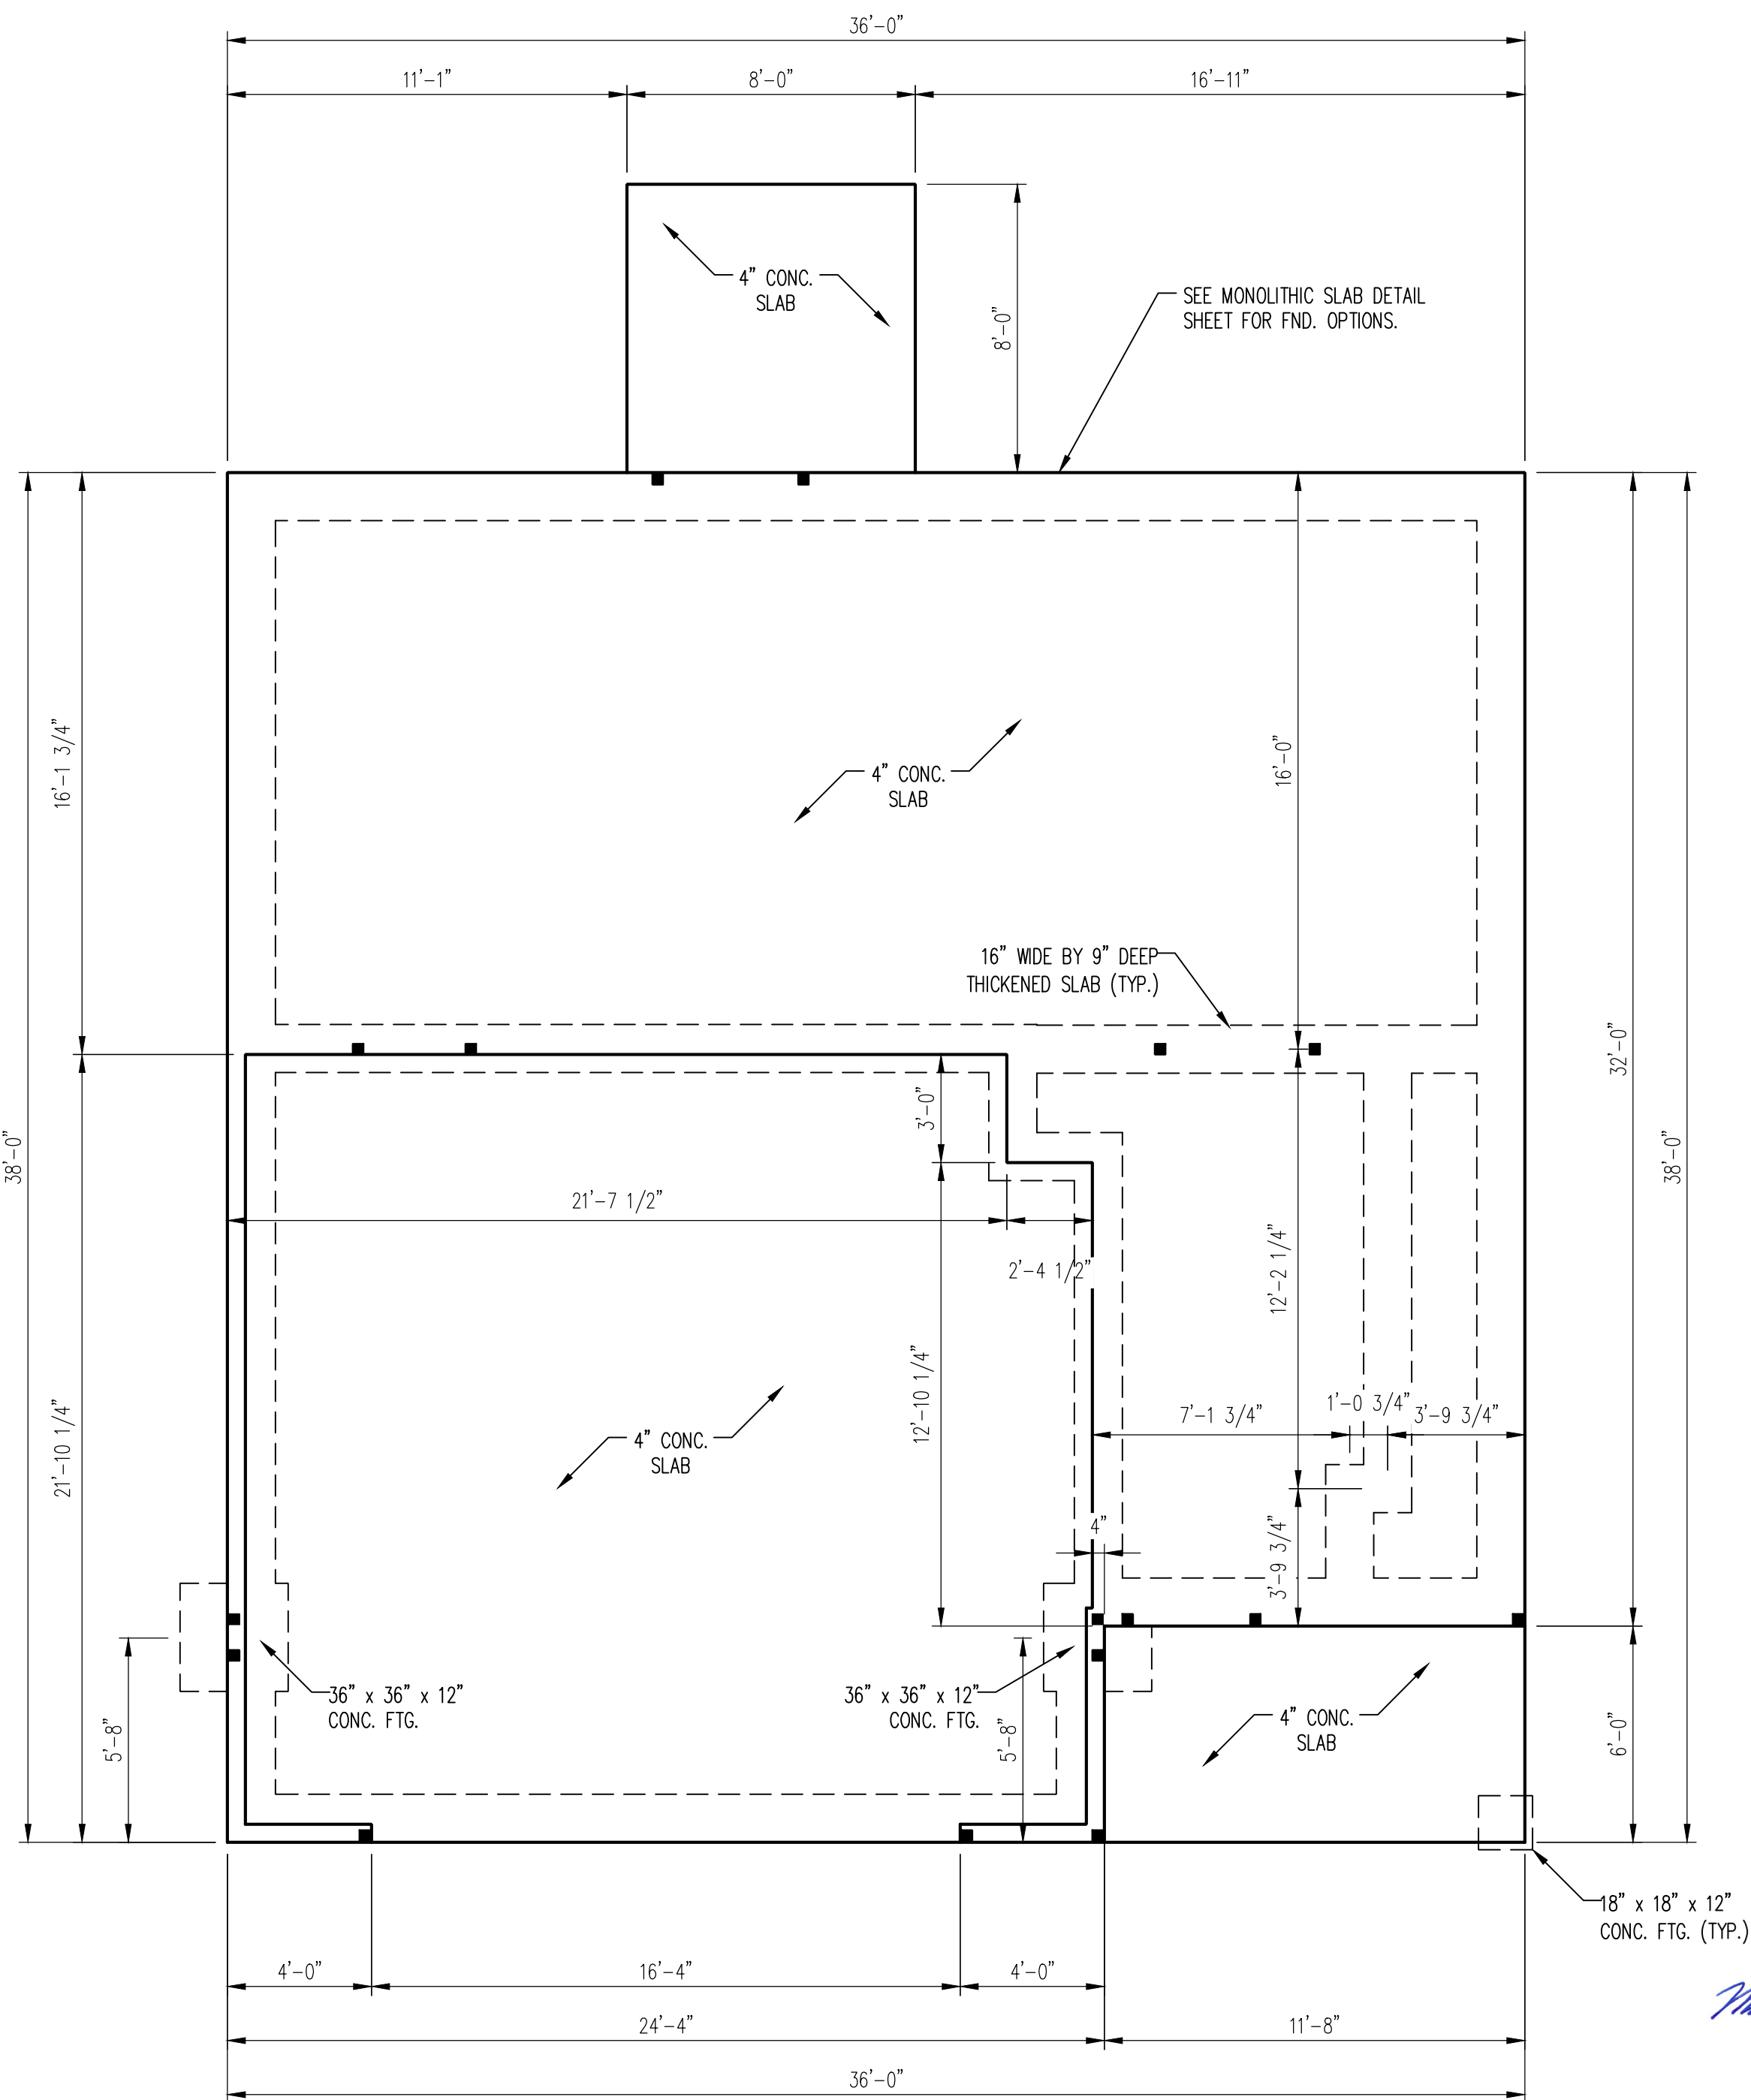 36'-0"
11'-1"
8'-0"
16'-11"
4" CONC.
SLAB
8'-0"
SEE MONOLITHIC SLAB DETAIL
SHEET FOR FND. OPTIONS.
16'-1 3/4"
4" CONC.
SLAB
16'-0"
16" WIDE BY 9" DEEP
THICKENED SLAB (TYP.)
32'-0"
38'-0"
38'-0"
3'-0"
21'-7 1/2"
2'-4 1/2"
12'-2 1/4"
12'-10 1/4"
21'-10 1/4"
7'-1 3/4"
1'-0 3/4"
3'-9 3/4"
4" CONC.
SLAB
4"
3'-9 3/4"
36" x 36" x 12"
CONC. FTG.
36" x 36" x 12"
CONC. FTG.
5'-8"
5'-8"
4" CONC.
SLAB
6'-0"
18" x 18" x 12"
CONC. FTG. (TYP.)
4'-0"
16'-4"
4'-0"
24'-4"
11'-8"
36'-0"